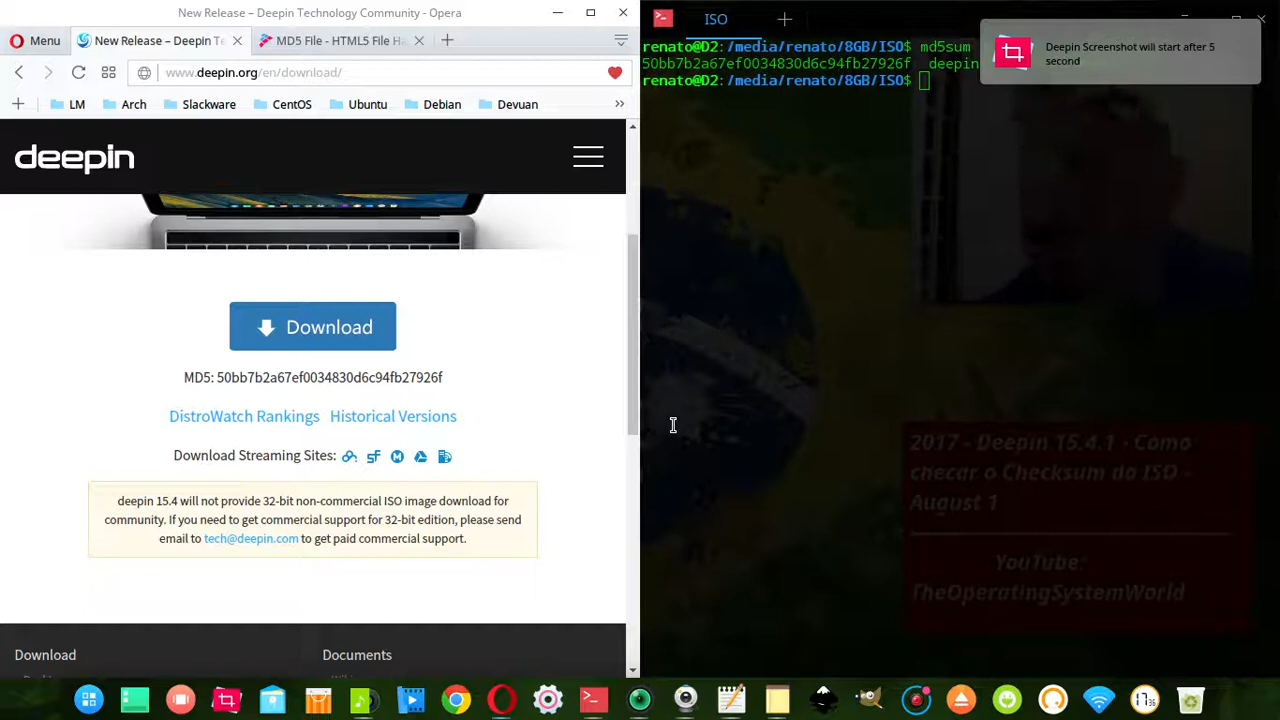 New Release – Deepin Technology Community - Opera
Menu
New Release – Deepin Te
MD5 File - HTML5 File Ha
www.deepin.org/en/download/
LM
Arch
Slackware
CentOS
Ubuntu
Debian
Devuan
deepin
Download
MD5: 50bb7b2a67ef0034830d6c94fb27926f
DistroWatch Rankings Historical Versions
Download Streaming Sites:
deepin 15.4 will not provide 32-bit non-commercial ISO image download for
community. If you need to get commercial support for 32-bit edition, please send
email to tech@deepin.com to get paid commercial support.
Download
Documents
ISO
renato@D2:/media/renato/8GB/ISO$ md5sum
50bb7b2a67ef0034830d6c94fb27926f deepin
renato@D2:/media/renato/8GB/ISO$
Deepin Screenshot will start after 5
second
2017 - Deepin 15.4.1 - Como
checar o Checksum do ISO -
August 1
YouTube:
TheOperatingSystemWorld